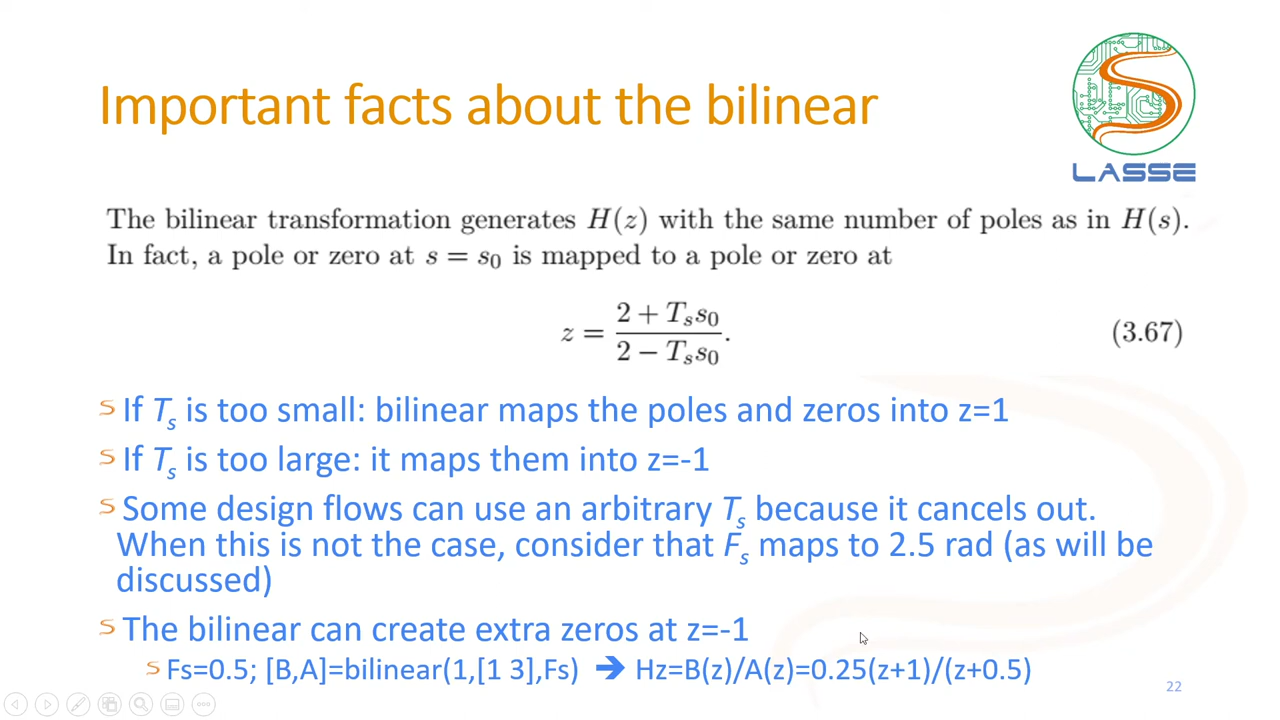 Important facts about the bilinear
LASSE
The bilinear transformation generates H(z) with the same number of poles as in H(s).
In fact, a pole or zero at s = s₀ is mapped to a pole or zero at
z = (2 + Tₛs₀)/(2 − Tₛs₀). (3.67)
If Tₛ is too small: bilinear maps the poles and zeros into z=1
If Tₛ is too large: it maps them into z=-1
Some design flows can use an arbitrary Tₛ because it cancels out.
When this is not the case, consider that Fₛ maps to 2.5 rad (as will be
discussed)
The bilinear can create extra zeros at z=-1
Fs=0.5; [B,A]=bilinear(1,[1 3],Fs) ➔ Hz=B(z)/A(z)=0.25(z+1)/(z+0.5)
22